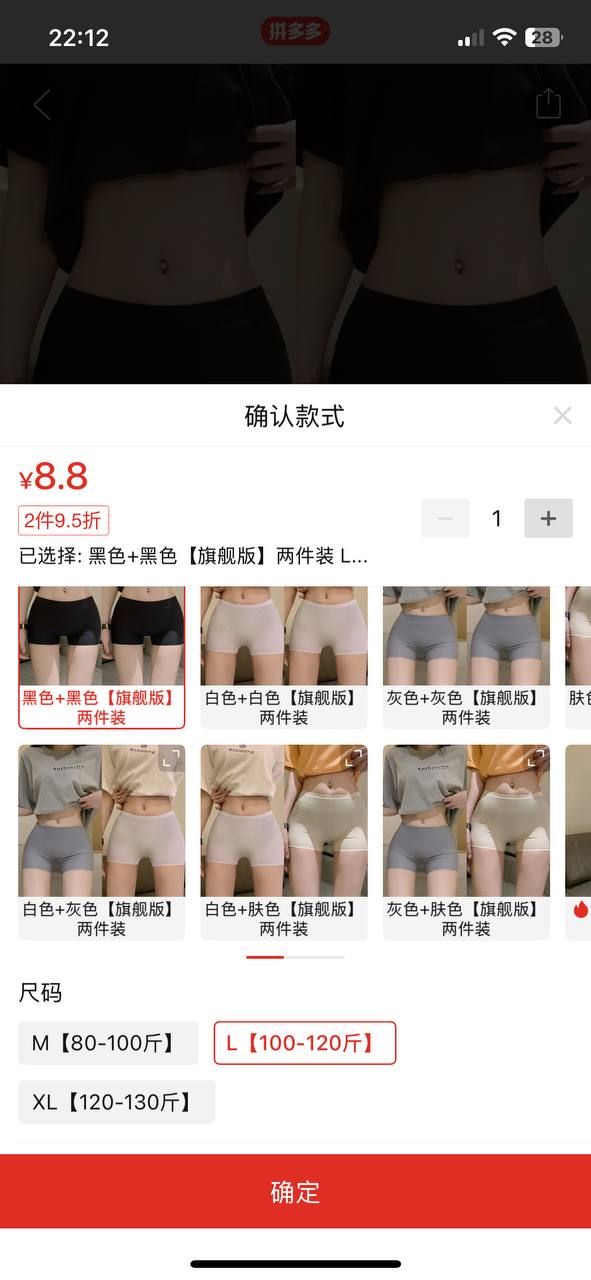 22:12
拼多多
28
确认款式
¥8.8
2件9.5折
1
已选择: 黑色+黑色【旗舰版】两件装 L...
黑色+黑色【旗舰版】
两件装
白色+白色【旗舰版】
两件装
灰色+灰色【旗舰版】
两件装
肤
白色+灰色【旗舰版】
两件装
白色+肤色【旗舰版】
两件装
灰色+肤色【旗舰版】
两件装
尺码
M【80-100斤】
L【100-120斤】
XL【120-130斤】
确定